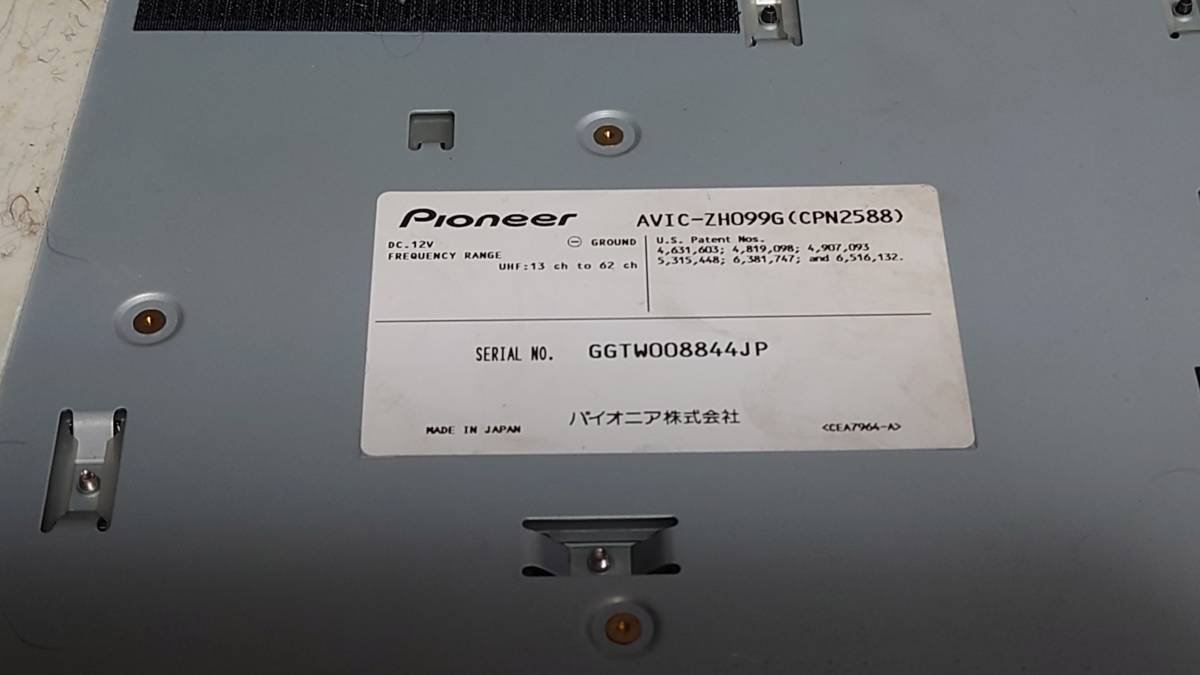 Pioneer
AVIC-ZH099G(CPN2588)
DC.12V ⊖ GROUND
FREQUENCY RANGE
UHF:13 ch to 62 ch
U.S. Patent Nos.
4,631,603; 4,819,098; 4,907,093
5,315,448; 6,381,747; and 6,516,132.
SERIAL NO. GGTW008844JP
MADE IN JAPAN
パイオニア株式会社
<CEA7964-A>